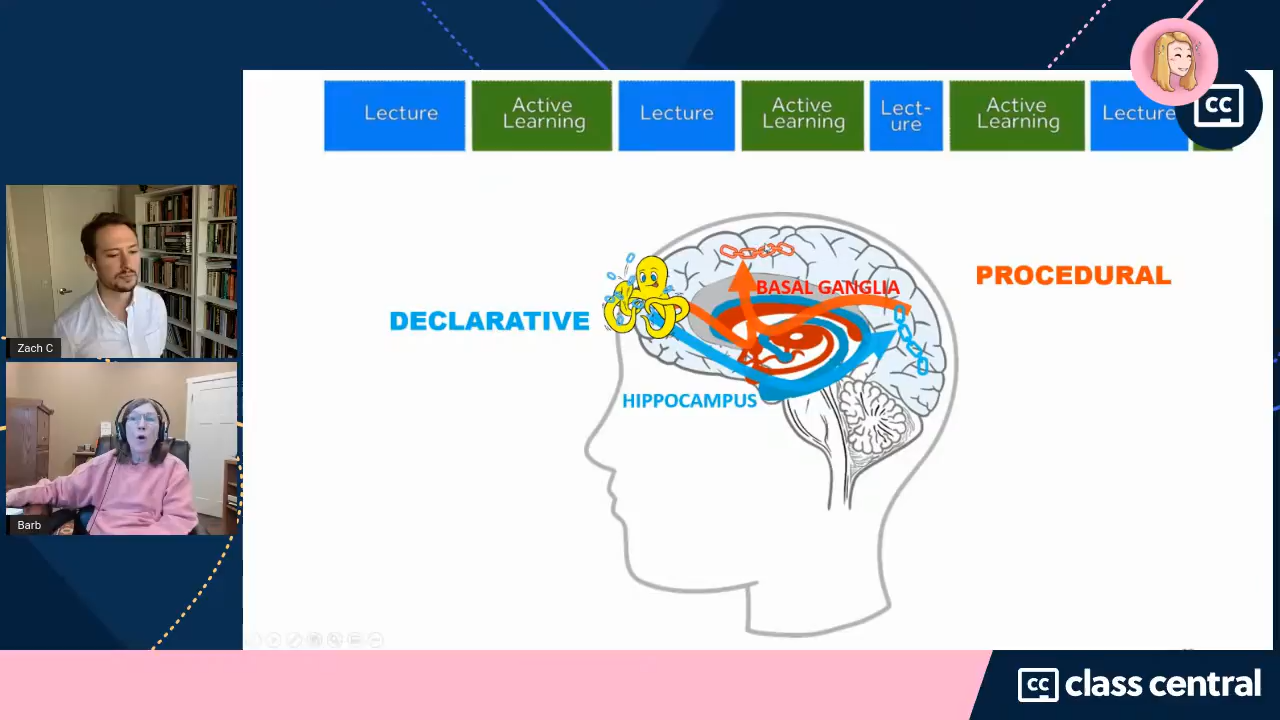 Lecture
Active
Learning
Lecture
Active
Learning
Lect-
ure
Active
Learning
Lecture
cc
Zach C
Barb
DECLARATIVE
PROCEDURAL
BASAL GANGLIA
HIPPOCAMPUS
cc class central